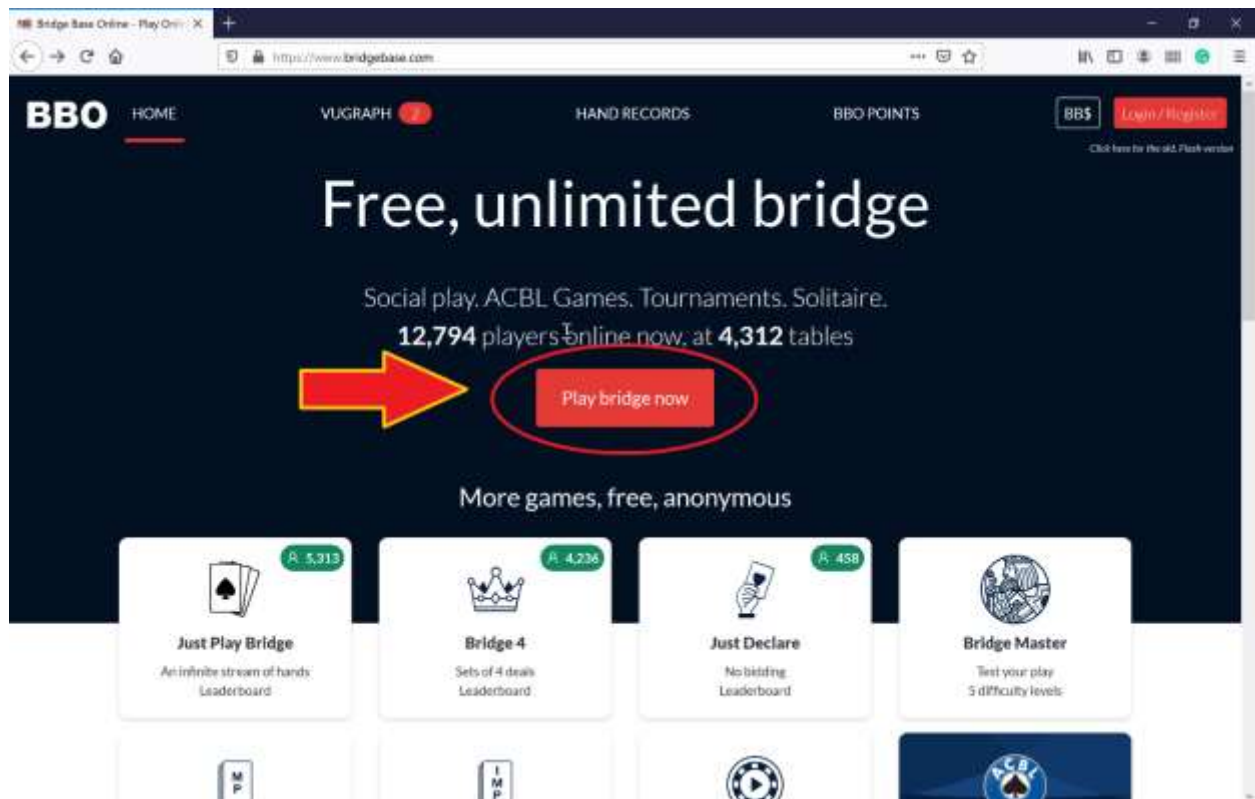 Bridge Base Online - Play Onli
https://www.bridgebase.com
BBO HOME VUGRAPH 2 HAND RECORDS BBO POINTS BB$ Login / Register
Click here for the old, Flash version
Free, unlimited bridge
Social play. ACBL Games. Tournaments. Solitaire.
12,794 players online now, at 4,312 tables
Play bridge now
More games, free, anonymous
5,313 4,236 458
Just Play Bridge Bridge 4 Just Declare Bridge Master
An infinite stream of hands Sets of 4 deals No bidding Test your play
Leaderboard Leaderboard Leaderboard 5 difficulty levels
MP IMP ACBL